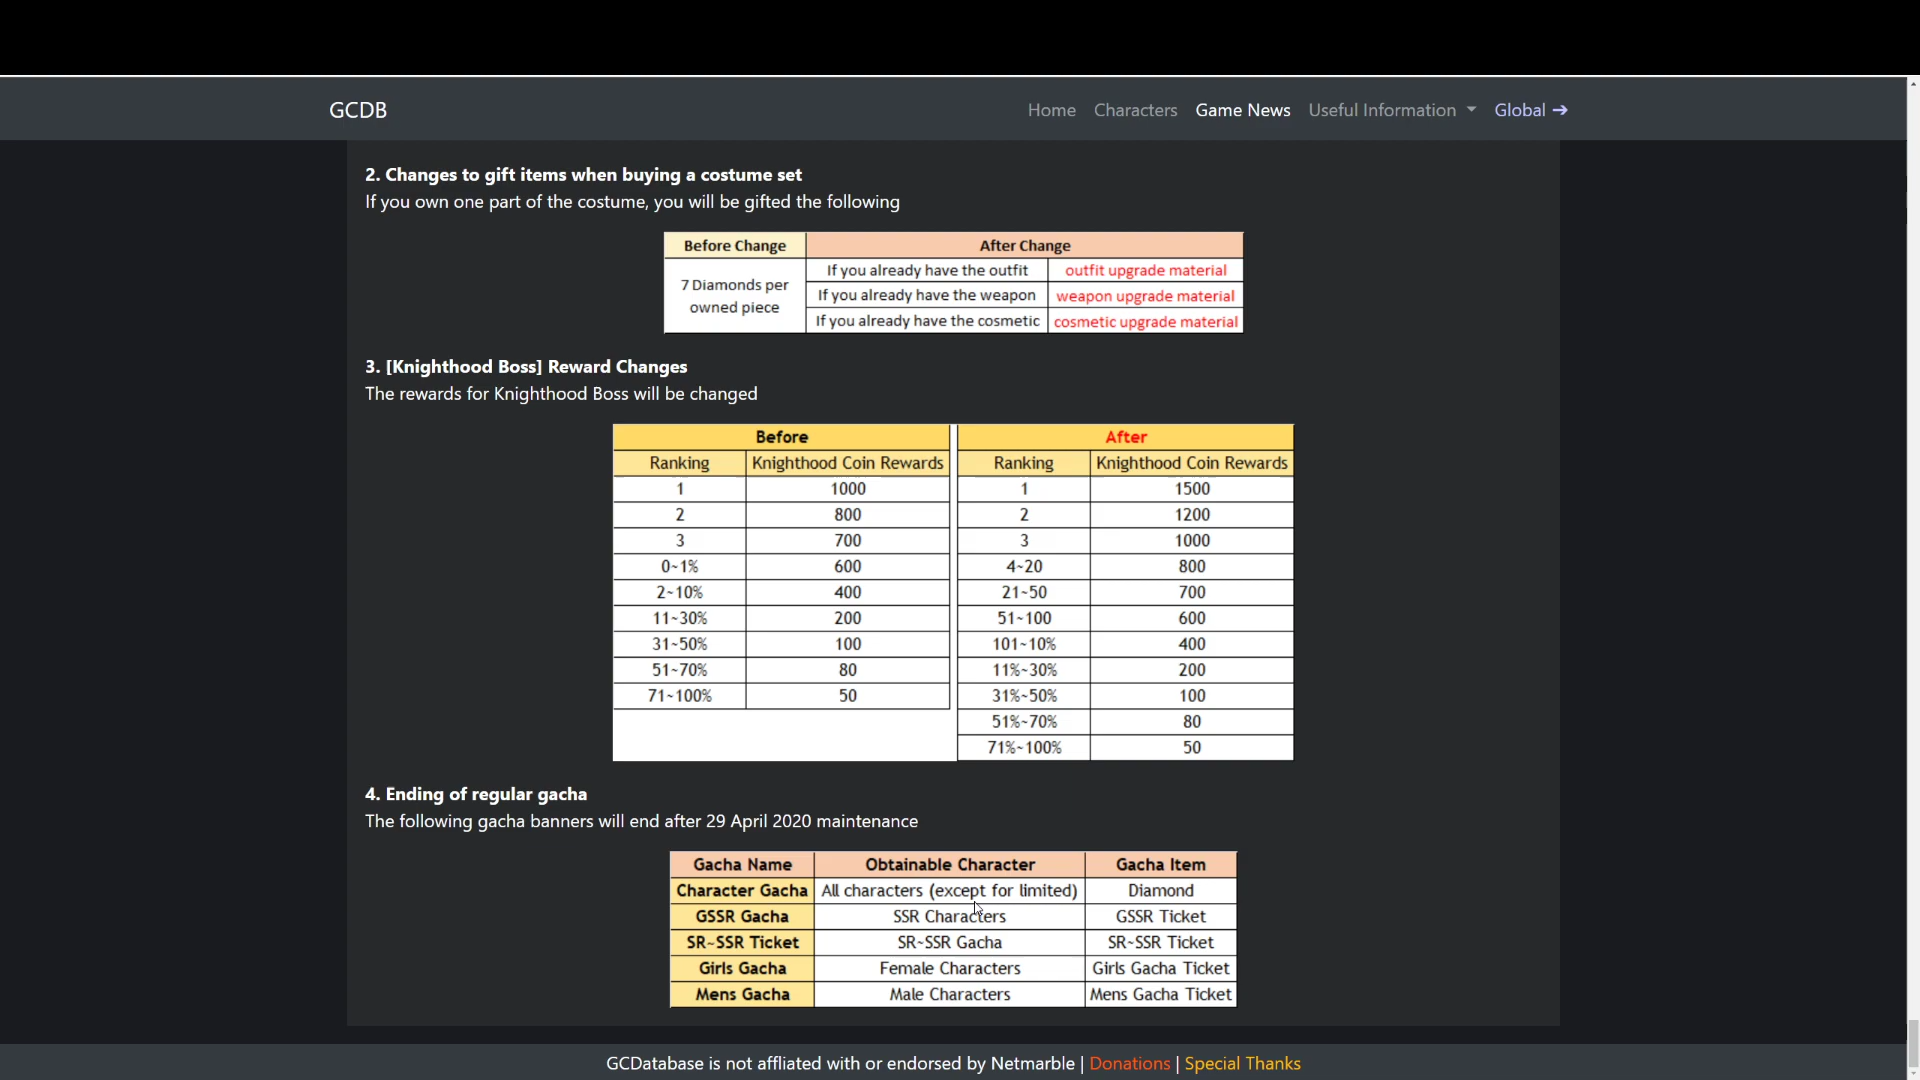 GCDB
Home Characters Game News Useful Information Global →
2. Changes to gift items when buying a costume set
If you own one part of the costume, you will be gifted the following
Before Change After Change
7 Diamonds per owned piece
If you already have the outfit outfit upgrade material
If you already have the weapon weapon upgrade material
If you already have the cosmetic cosmetic upgrade material
3. [Knighthood Boss] Reward Changes
The rewards for Knighthood Boss will be changed
Before After
Ranking Knighthood Coin Rewards Ranking Knighthood Coin Rewards
1 1000 1 1500
2 800 2 1200
3 700 3 1000
0~1% 600 4~20 800
2~10% 400 21~50 700
11~30% 200 51~100 600
31~50% 100 101~10% 400
51~70% 80 11%~30% 200
71~100% 50 31%~50% 100
51%~70% 80
71%~100% 50
4. Ending of regular gacha
The following gacha banners will end after 29 April 2020 maintenance
Gacha Name Obtainable Character Gacha Item
Character Gacha All characters (except for limited) Diamond
GSSR Gacha SSR Characters GSSR Ticket
SR~SSR Ticket SR~SSR Gacha SR~SSR Ticket
Girls Gacha Female Characters Girls Gacha Ticket
Mens Gacha Male Characters Mens Gacha Ticket
GCDatabase is not affliated with or endorsed by Netmarble | Donations | Special Thanks